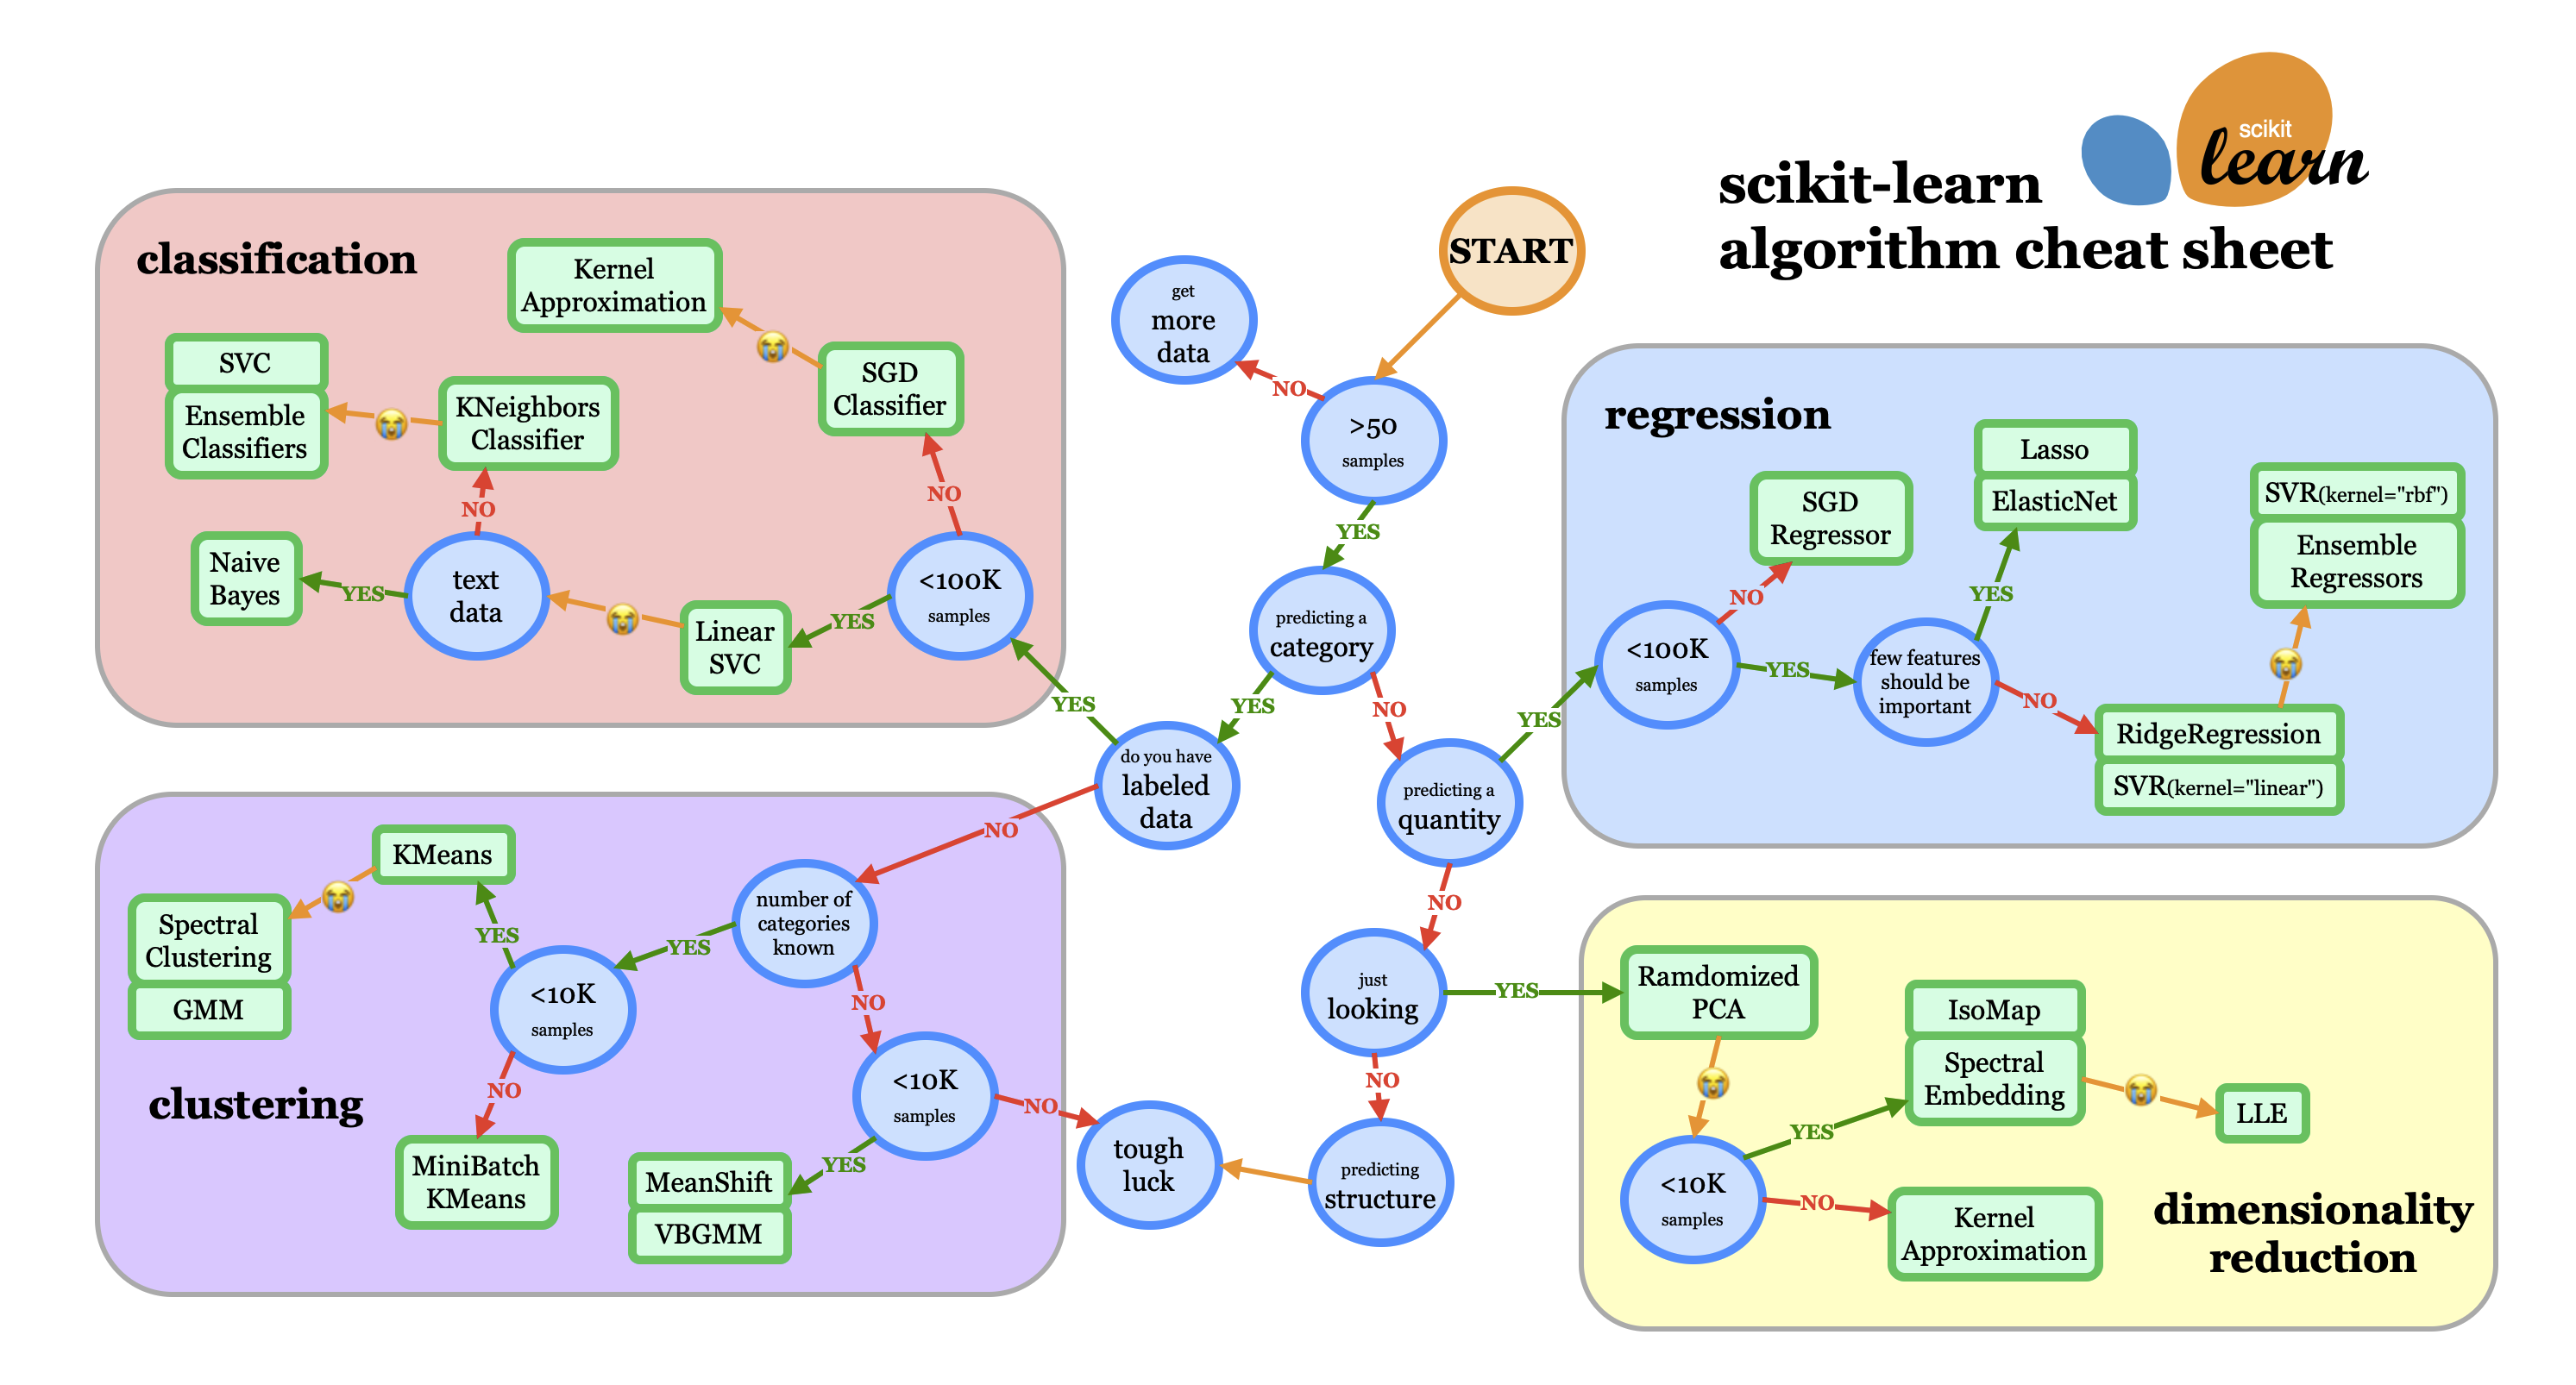 scikit
learn
scikit-learn
algorithm cheat sheet
START
get
more
data
NO
>50
samples
YES
predicting a
category
YES
NO
do you have
labeled
data
YES
NO
predicting a
quantity
YES
NO
just
looking
YES
NO
predicting
structure
tough
luck
classification
Kernel
Approximation
SVC
Ensemble
Classifiers
KNeighbors
Classifier
SGD
Classifier
NO
NO
Naive
Bayes
YES
text
data
Linear
SVC
YES
<100K
samples
regression
Lasso
ElasticNet
SGD
Regressor
SVR(kernel="rbf")
Ensemble
Regressors
NO
YES
<100K
samples
YES
few features
should be
important
NO
RidgeRegression
SVR(kernel="linear")
clustering
KMeans
Spectral
Clustering
GMM
YES
<10K
samples
YES
number of
categories
known
NO
NO
<10K
samples
NO
MiniBatch
KMeans
YES
MeanShift
VBGMM
dimensionality
reduction
Ramdomized
PCA
IsoMap
Spectral
Embedding
LLE
YES
<10K
samples
NO
Kernel
Approximation